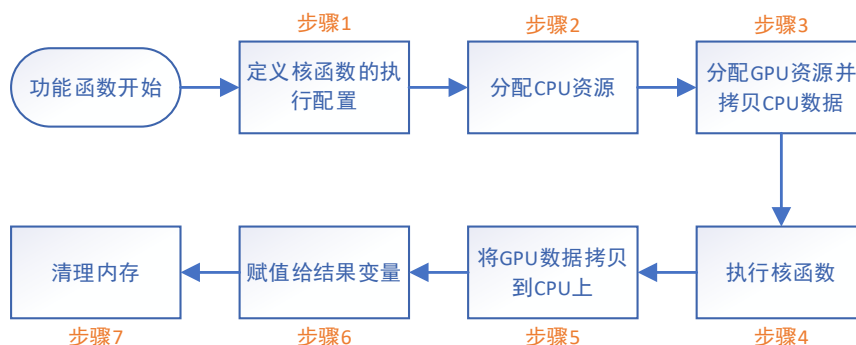 步骤1
步骤2
步骤3
功能函数开始
定义核函数的执
行配置
分配CPU资源
分配GPU资源并
拷贝CPU数据
清理内存
赋值给结果变量
将GPU数据拷贝
到CPU上
执行核函数
步骤7
步骤6
步骤5
步骤4